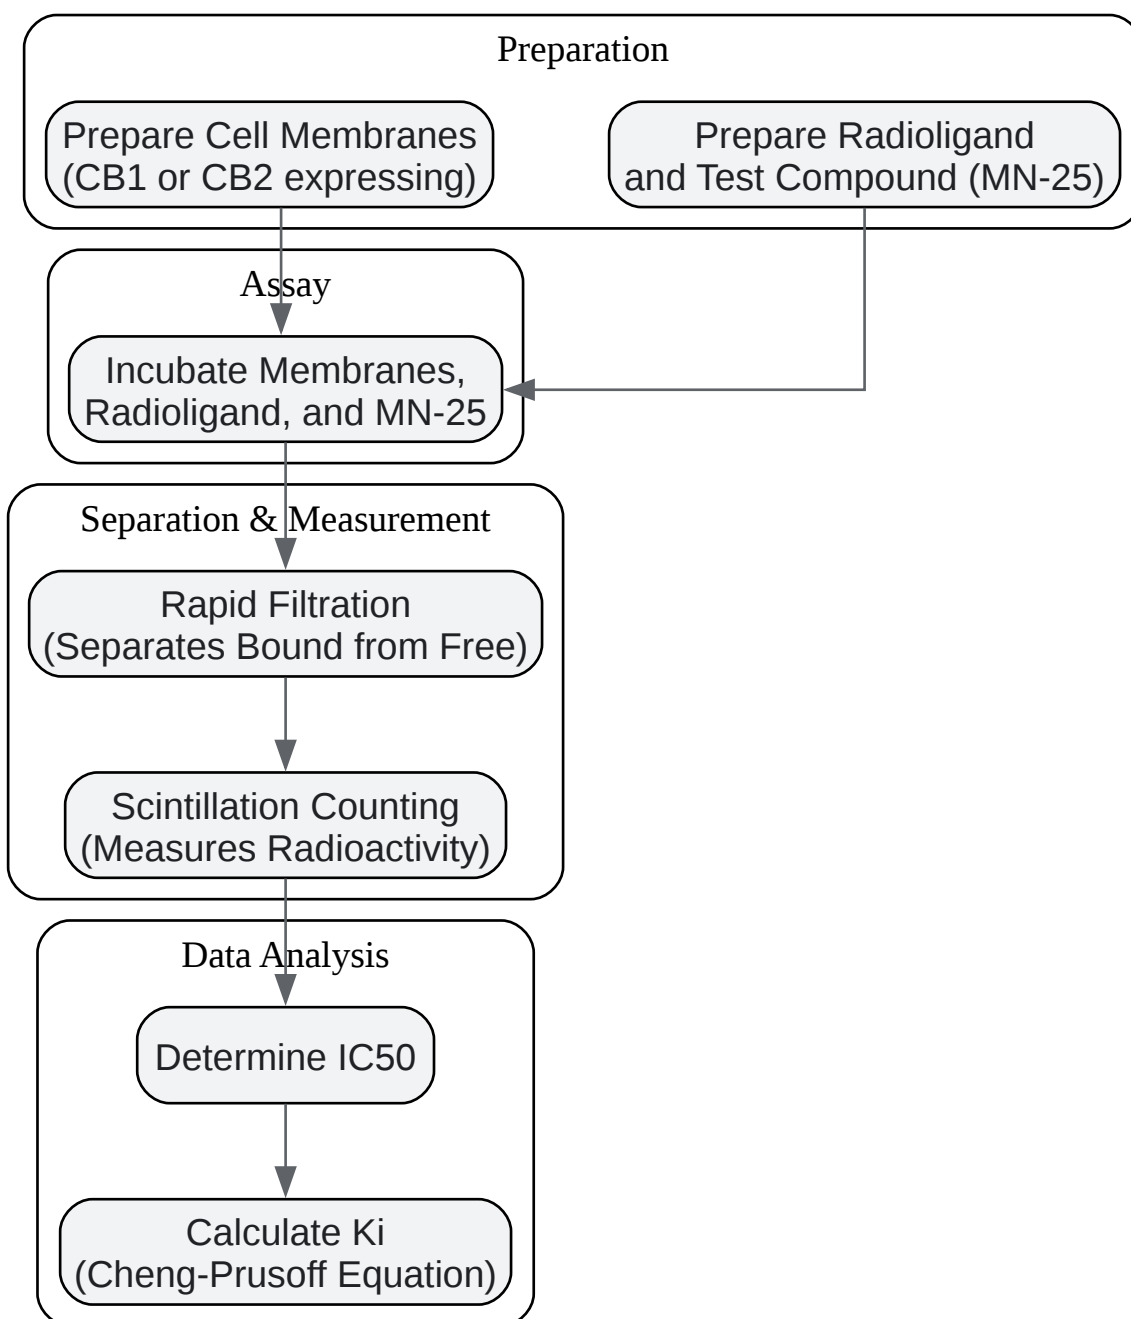 Preparation
Prepare Cell Membranes
(CB1 or CB2 expressing)
Prepare Radioligand
and Test Compound (MN-25)
Assay
Incubate Membranes,
Radioligand, and MN-25
Separation & Measurement
Rapid Filtration
(Separates Bound from Free)
Scintillation Counting
(Measures Radioactivity)
Data Analysis
Determine IC50
Calculate Ki
(Cheng-Prusoff Equation)